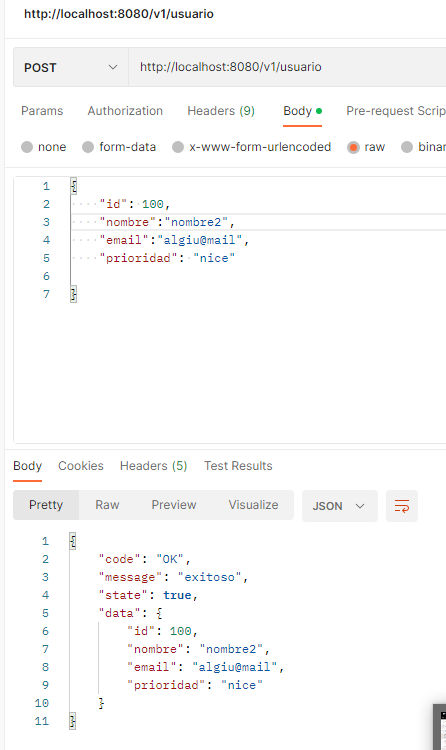 http://localhost:8080/v1/usuario
POST http://localhost:8080/v1/usuario
Params Authorization Headers (9) Body Pre-request Scrip
none form-data x-www-form-urlencoded raw binar
1 {
2 "id": 100,
3 "nombre":"nombre2",
4 "email":"algiu@mail",
5 "prioridad": "nice"
6
7 }
Body Cookies Headers (5) Test Results
Pretty Raw Preview Visualize JSON
1 {
2 "code": "OK",
3 "message": "exitoso",
4 "state": true,
5 "data": {
6 "id": 100,
7 "nombre": "nombre2",
8 "email": "algiu@mail",
9 "prioridad": "nice"
10 }
11 }